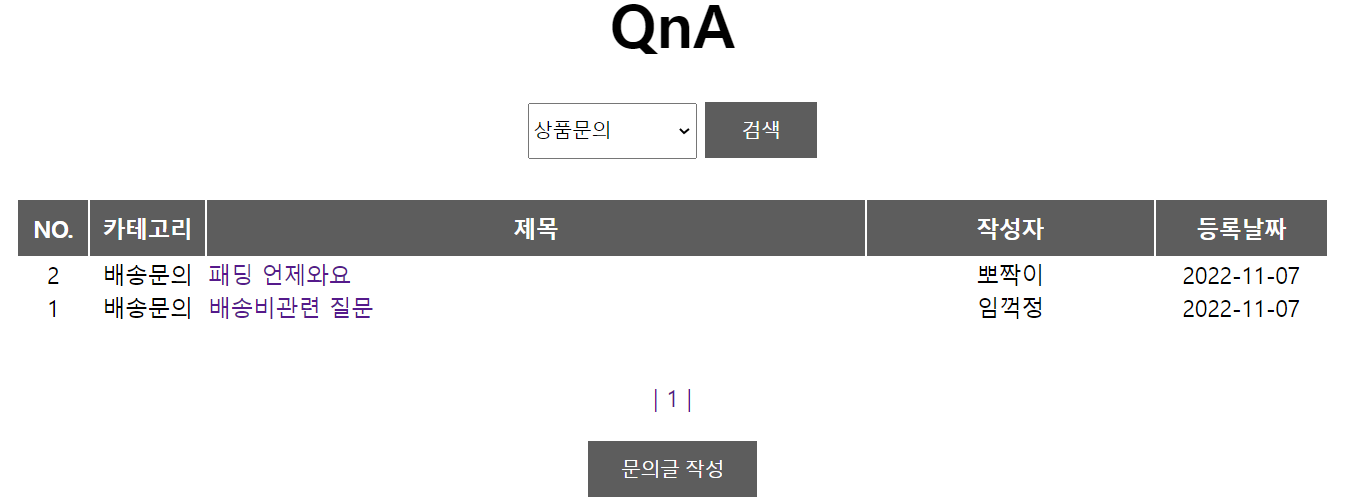 QnA
상품문의 검색
NO. 카테고리 제목 작성자 등록날짜
2 배송문의 패딩 언제와요 뽀짝이 2022-11-07
1 배송문의 배송비관련 질문 임꺽정 2022-11-07
| 1 |
문의글 작성